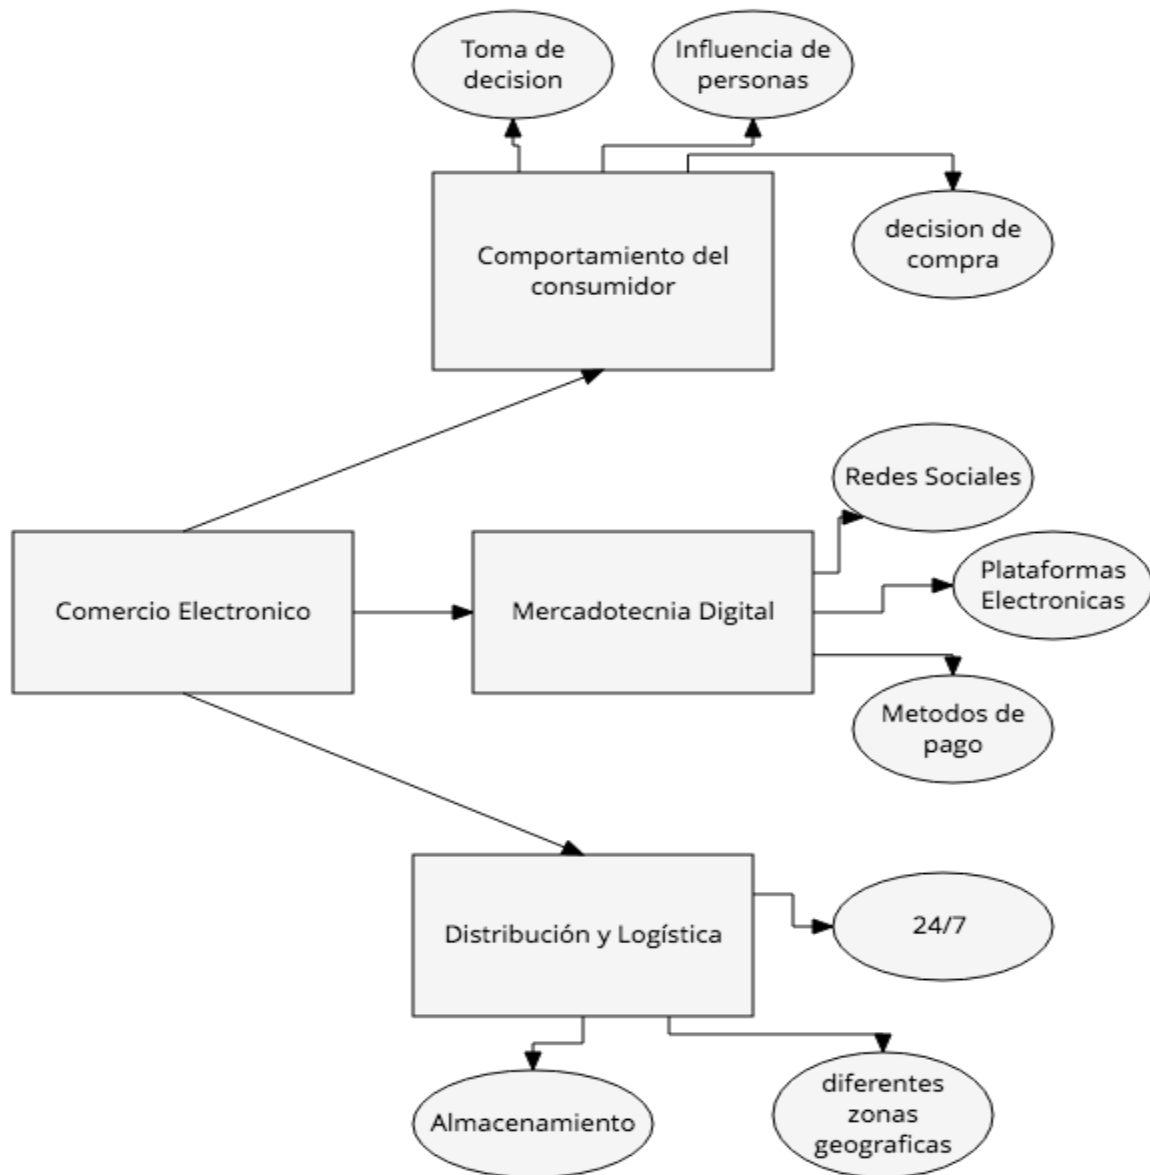 Toma de
decision
Influencia de
personas
Comportamiento del
consumidor
decision de
compra
Redes Sociales
Comercio Electronico
Mercadotecnia Digital
Plataformas
Electronicas
Metodos de
pago
Distribución y Logística
24/7
Almacenamiento
diferentes
zonas
geograficas